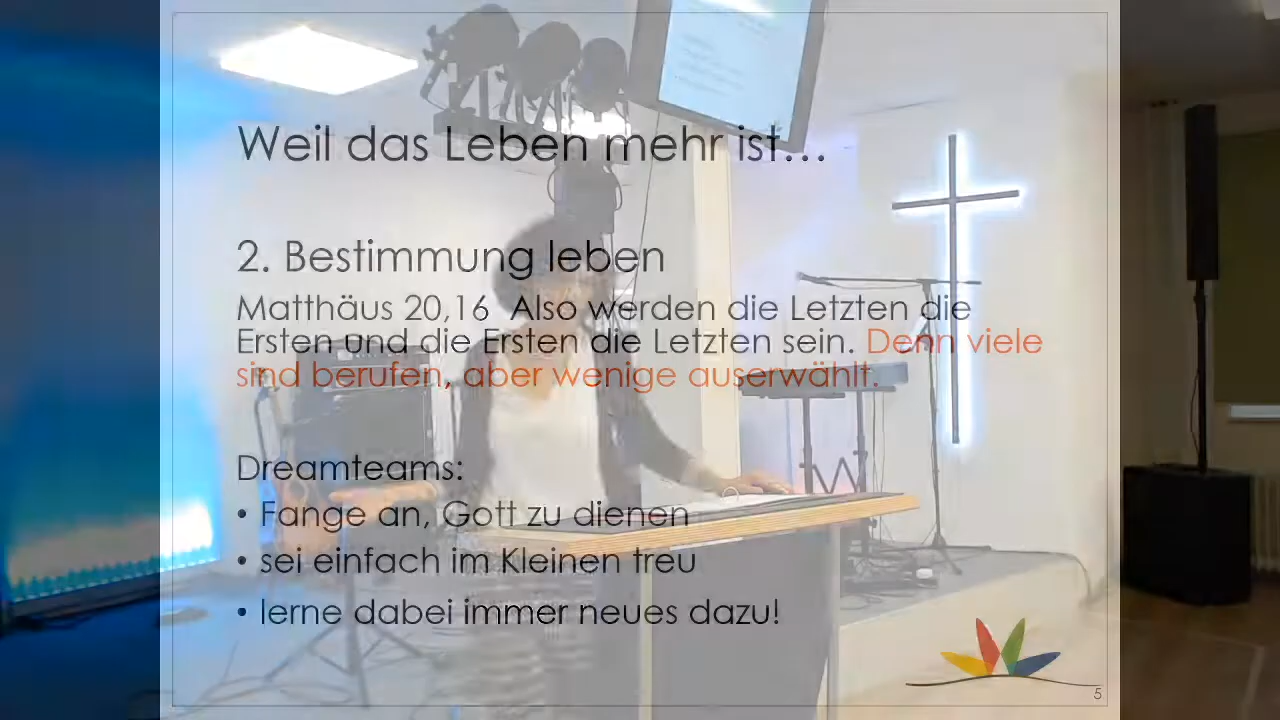 Weil das Leben mehr ist...
2. Bestimmung leben
Matthäus 20,16 Also werden die Letzten die
Ersten und die Ersten die Letzten sein. Denn viele
sind berufen, aber wenige auserwählt.
Dreamteams:
• Fange an, Gott zu dienen
• sei einfach im Kleinen treu
• lerne dabei immer neues dazu!
5